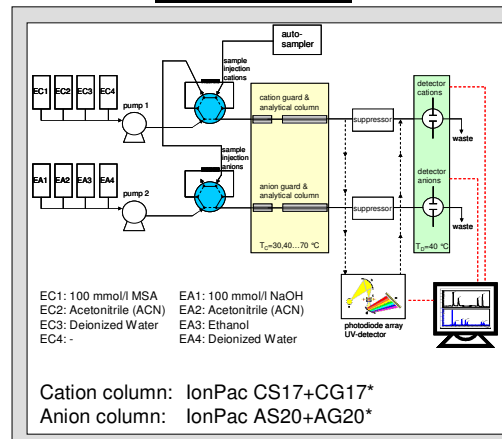 auto-
sampler
sample
injection
cations
EC1 EC2 EC3 EC4
pump 1
cation guard &
analytical column
suppressor
detector
cations
waste
sample
injection
anions
EA1 EA2 EA3 EA4
pump 2
anion guard &
analytical column
suppressor
detector
anions
waste
TC=30,40...70 °C
TD=40 °C
photodiode array
UV-detector
EC1: 100 mmol/l MSA
EC2: Acetonitrile (ACN)
EC3: Deionized Water
EC4: -
EA1: 100 mmol/l NaOH
EA2: Acetonitrile (ACN)
EA3: Ethanol
EA4: Deionized Water
Cation column: IonPac CS17+CG17*
Anion column: IonPac AS20+AG20*